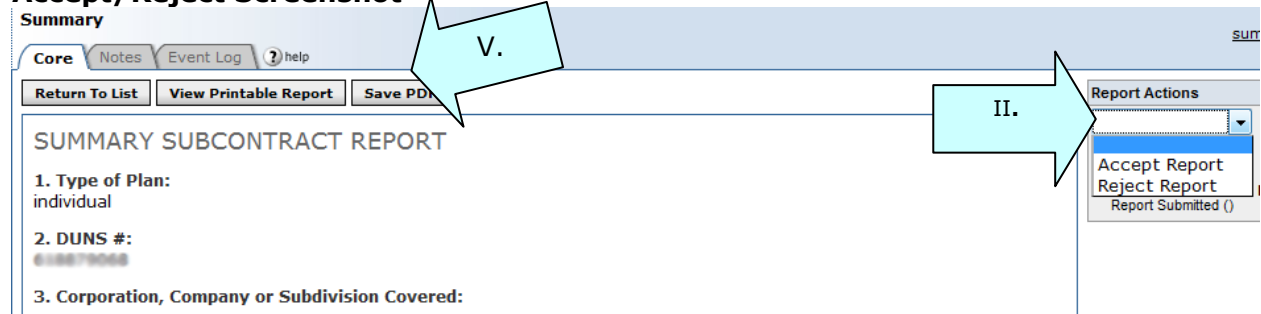 Accept/Reject Screenshot
Summary
sum
Core Notes Event Log ? help
V.
Return To List View Printable Report Save PD
II.
Report Actions
SUMMARY SUBCONTRACT REPORT
Accept Report
Reject Report
Report Submitted ()
1. Type of Plan:
individual
2. DUNS #:
3. Corporation, Company or Subdivision Covered: